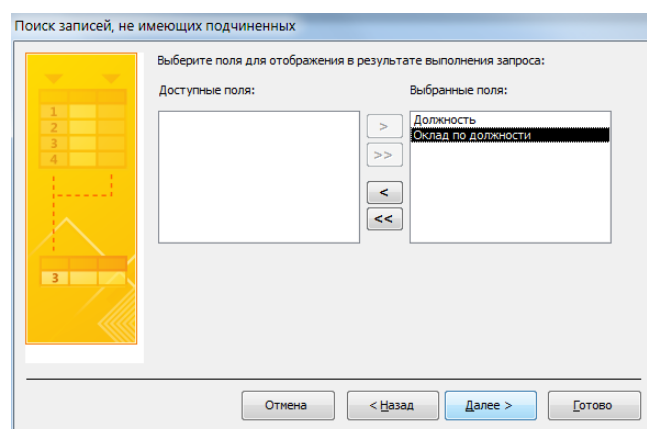 Поиск записей, не имеющих подчиненных
Выберите поля для отображения в результате выполнения запроса:
Доступные поля:
Выбранные поля:
1
2
3
4
3
>
>>
<
<<
Должность
Оклад по должности
Отмена
< Назад
Далее >
Готово